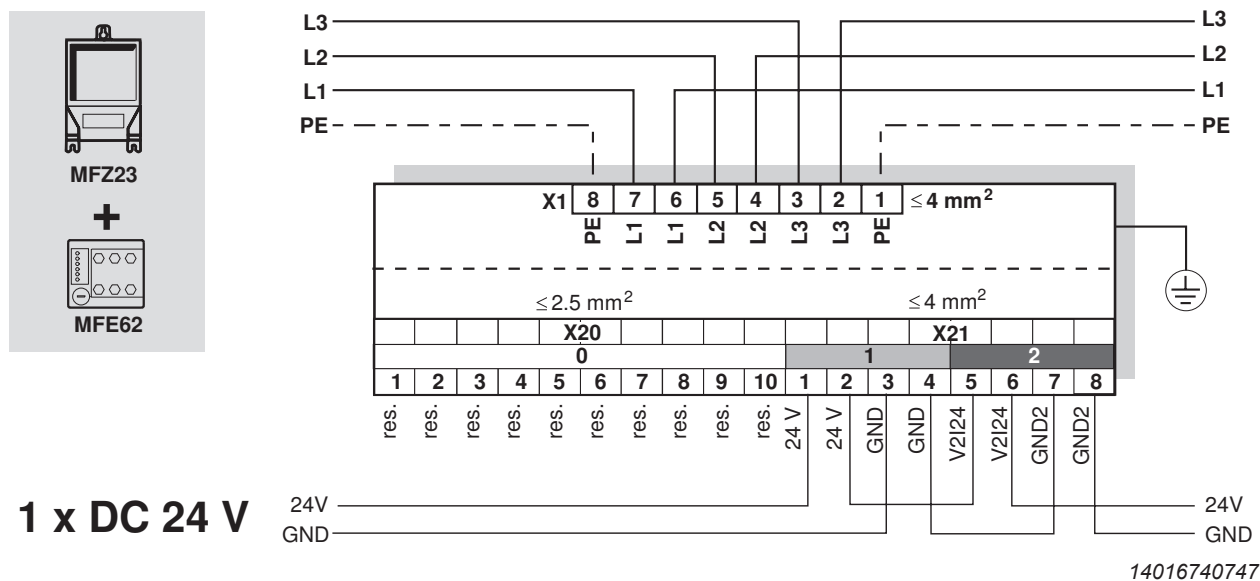 MFZ23
+
MFE62
L3 L3
L2 L2
L1 L1
PE PE
X1 8 7 6 5 4 3 2 1 ≤ 4 mm²
PE L1 L1 L2 L2 L3 L3 PE
≤ 2.5 mm² ≤ 4 mm²
X20 X21
0 1 2
1 2 3 4 5 6 7 8 9 10 1 2 3 4 5 6 7 8
res. res. res. res. res. res. res. res. res. res. 24 V 24 V GND GND V2I24 V2I24 GND2 GND2
1 x DC 24 V
24V 24V
GND GND
14016740747